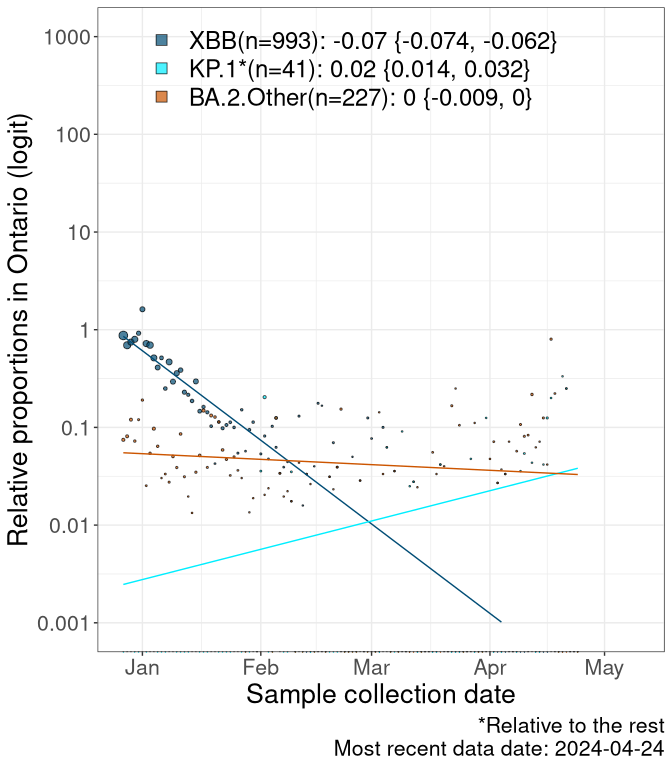 XBB(n=993): -0.07 {-0.074, -0.062}
KP.1*(n=41): 0.02 {0.014, 0.032}
BA.2.Other(n=227): 0 {-0.009, 0}
Relative proportions in Ontario (logit)
1000
100
10
1
0.1
0.01
0.001
Jan Feb Mar Apr May
Sample collection date
*Relative to the rest
Most recent data date: 2024-04-24